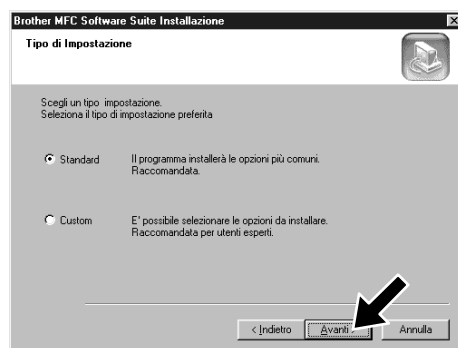 Brother MFC Software Suite Installazione
Tipo di Impostazione
Scegli un tipo impostazione.
Seleziona il tipo di impostazione preferita
Standard Il programma installerà le opzioni più comuni.
Raccomandata.
Custom E' possibile selezionare le opzioni da installare.
Raccomandata per utenti esperti.
< Indietro Avanti Annulla